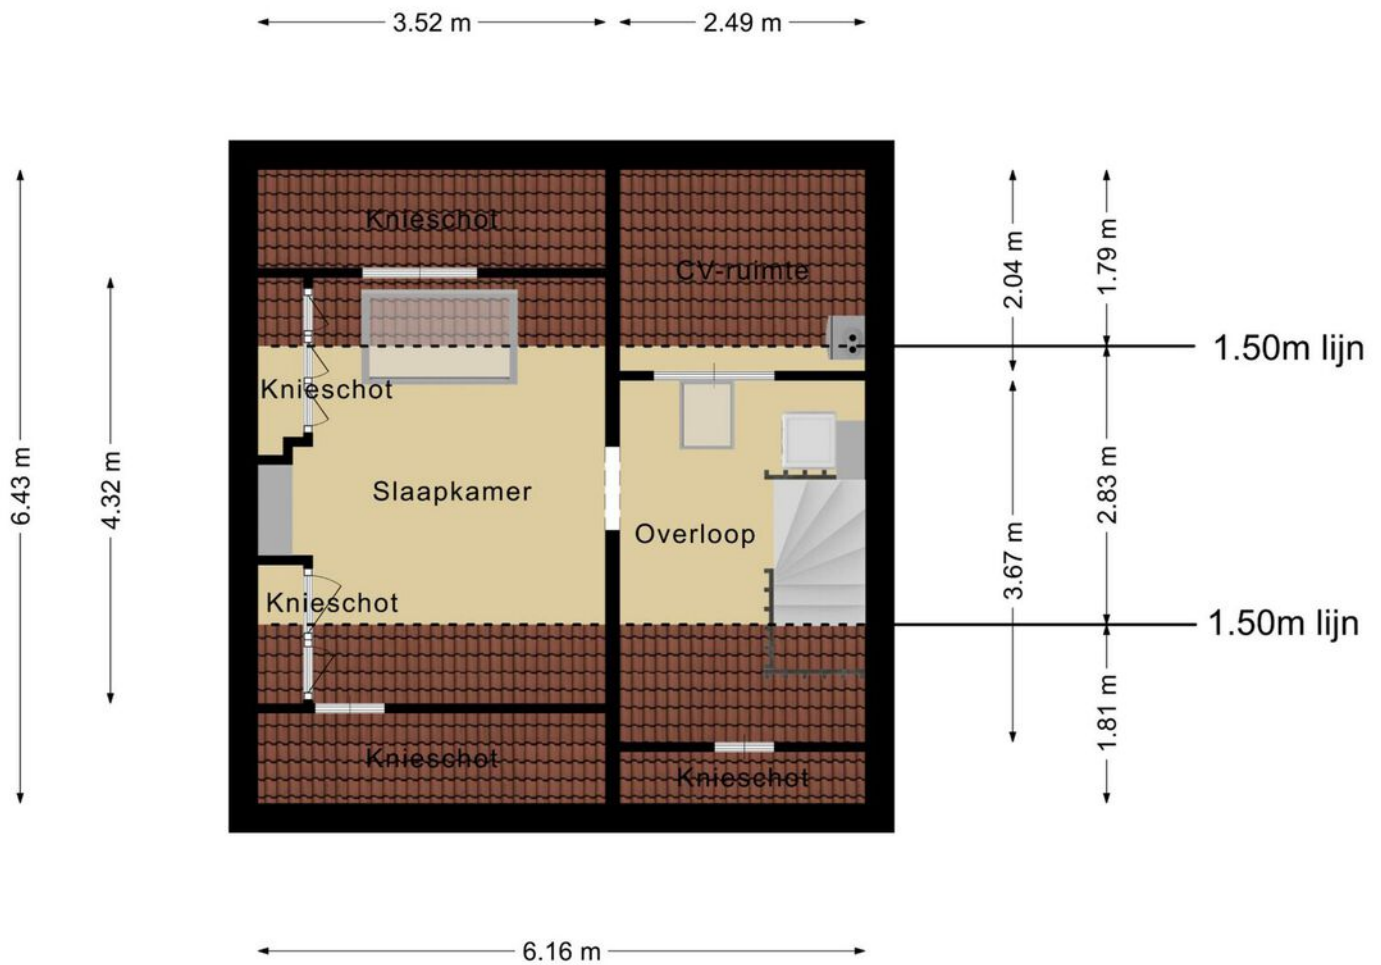 3.52 m
2.49 m
Knieschot
CV-ruimte
2.04 m
1.79 m
1.50m lijn
Knieschot
6.43 m
4.32 m
Slaapkamer
Overloop
2.83 m
3.67 m
Knieschot
1.50m lijn
1.81 m
Knieschot
Knieschot
6.16 m